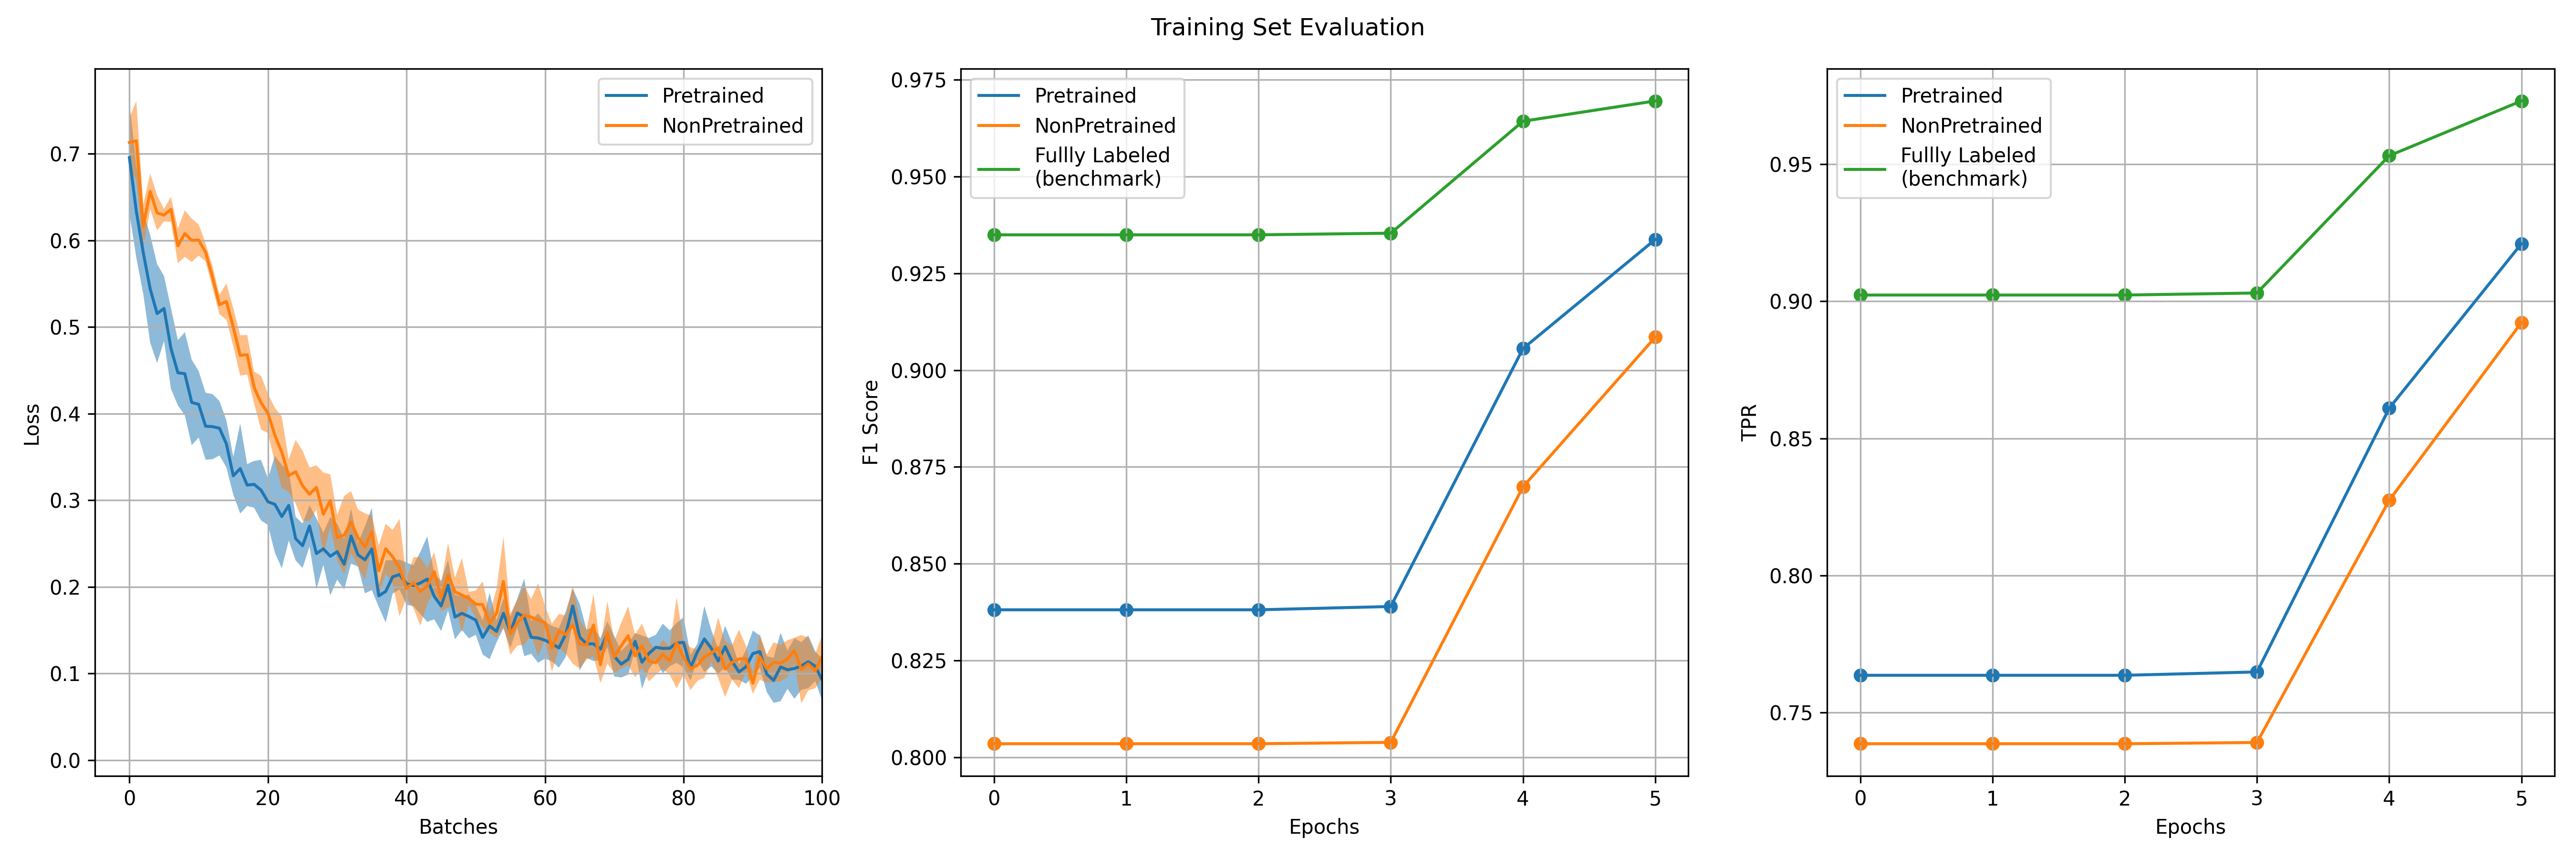 Training Set Evaluation
Pretrained
NonPretrained
0.7
0.6
0.5
0.4
0.3
0.2
0.1
0.0
Loss
0
20
40
60
80
100
Batches
Pretrained
NonPretrained
Fullly Labeled
(benchmark)
0.975
0.950
0.925
0.900
0.875
0.850
0.825
0.800
F1 Score
0
1
2
3
4
5
Epochs
Pretrained
NonPretrained
Fullly Labeled
(benchmark)
0.95
0.90
0.85
0.80
0.75
TPR
0
1
2
3
4
5
Epochs